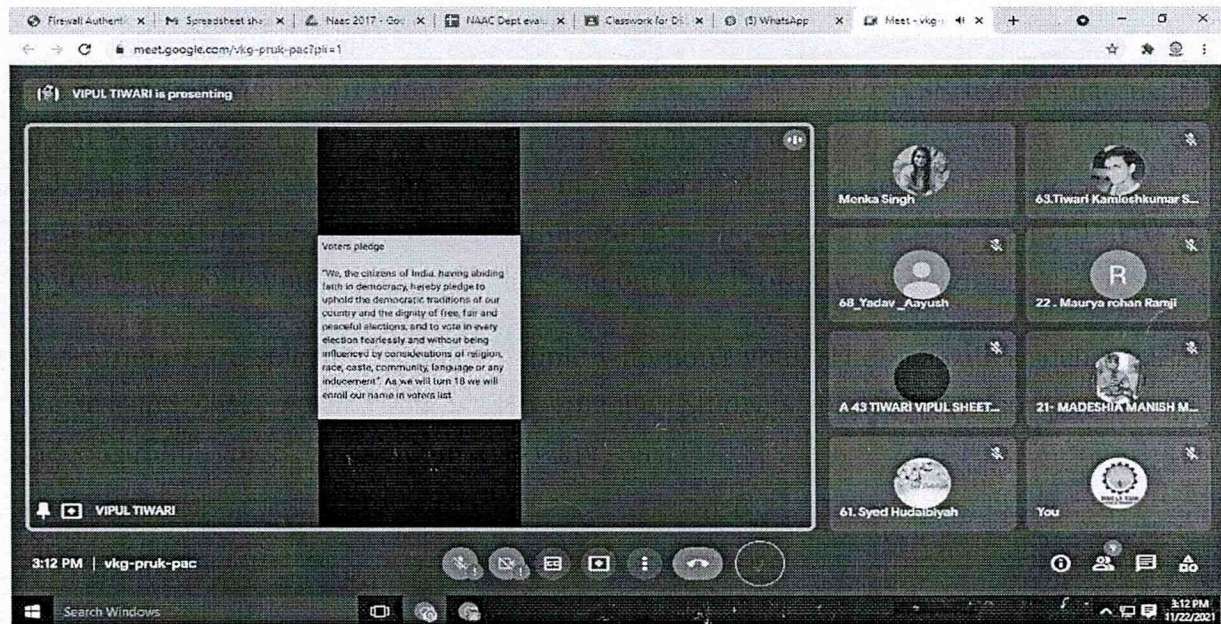 Firewall Authenti
Spreadsheet sha
Naac 2017 - Goo
NAAC Dept evalu
Classwork for D
(5) WhatsApp
Meet - vkg-
meet.google.com/vkg-pruk-pac?pli=1
VIPUL TIWARI is presenting
Voters pledge
"We, the citizens of India, having abiding
faith in democracy, hereby pledge to
uphold the democratic traditions of our
country and the dignity of free, fair and
peaceful elections, and to vote in every
election fearlessly and without being
influenced by considerations of religion,
race, caste, community, language or any
inducement". As we will turn 18 we will
enroll our name in voters list
VIPUL TIWARI
Menka Singh
63.Tiwari Kamleshkumar S...
68_Yadav _Aayush
R
22 . Maurya rohan Ramji
A 43 TIWARI VIPUL SHEET...
21- MADESHIA MANISH M...
61. Syed Hudaibiyah
You
3:12 PM | vkg-pruk-pac
9
Search Windows
3:12 PM
11/22/2021